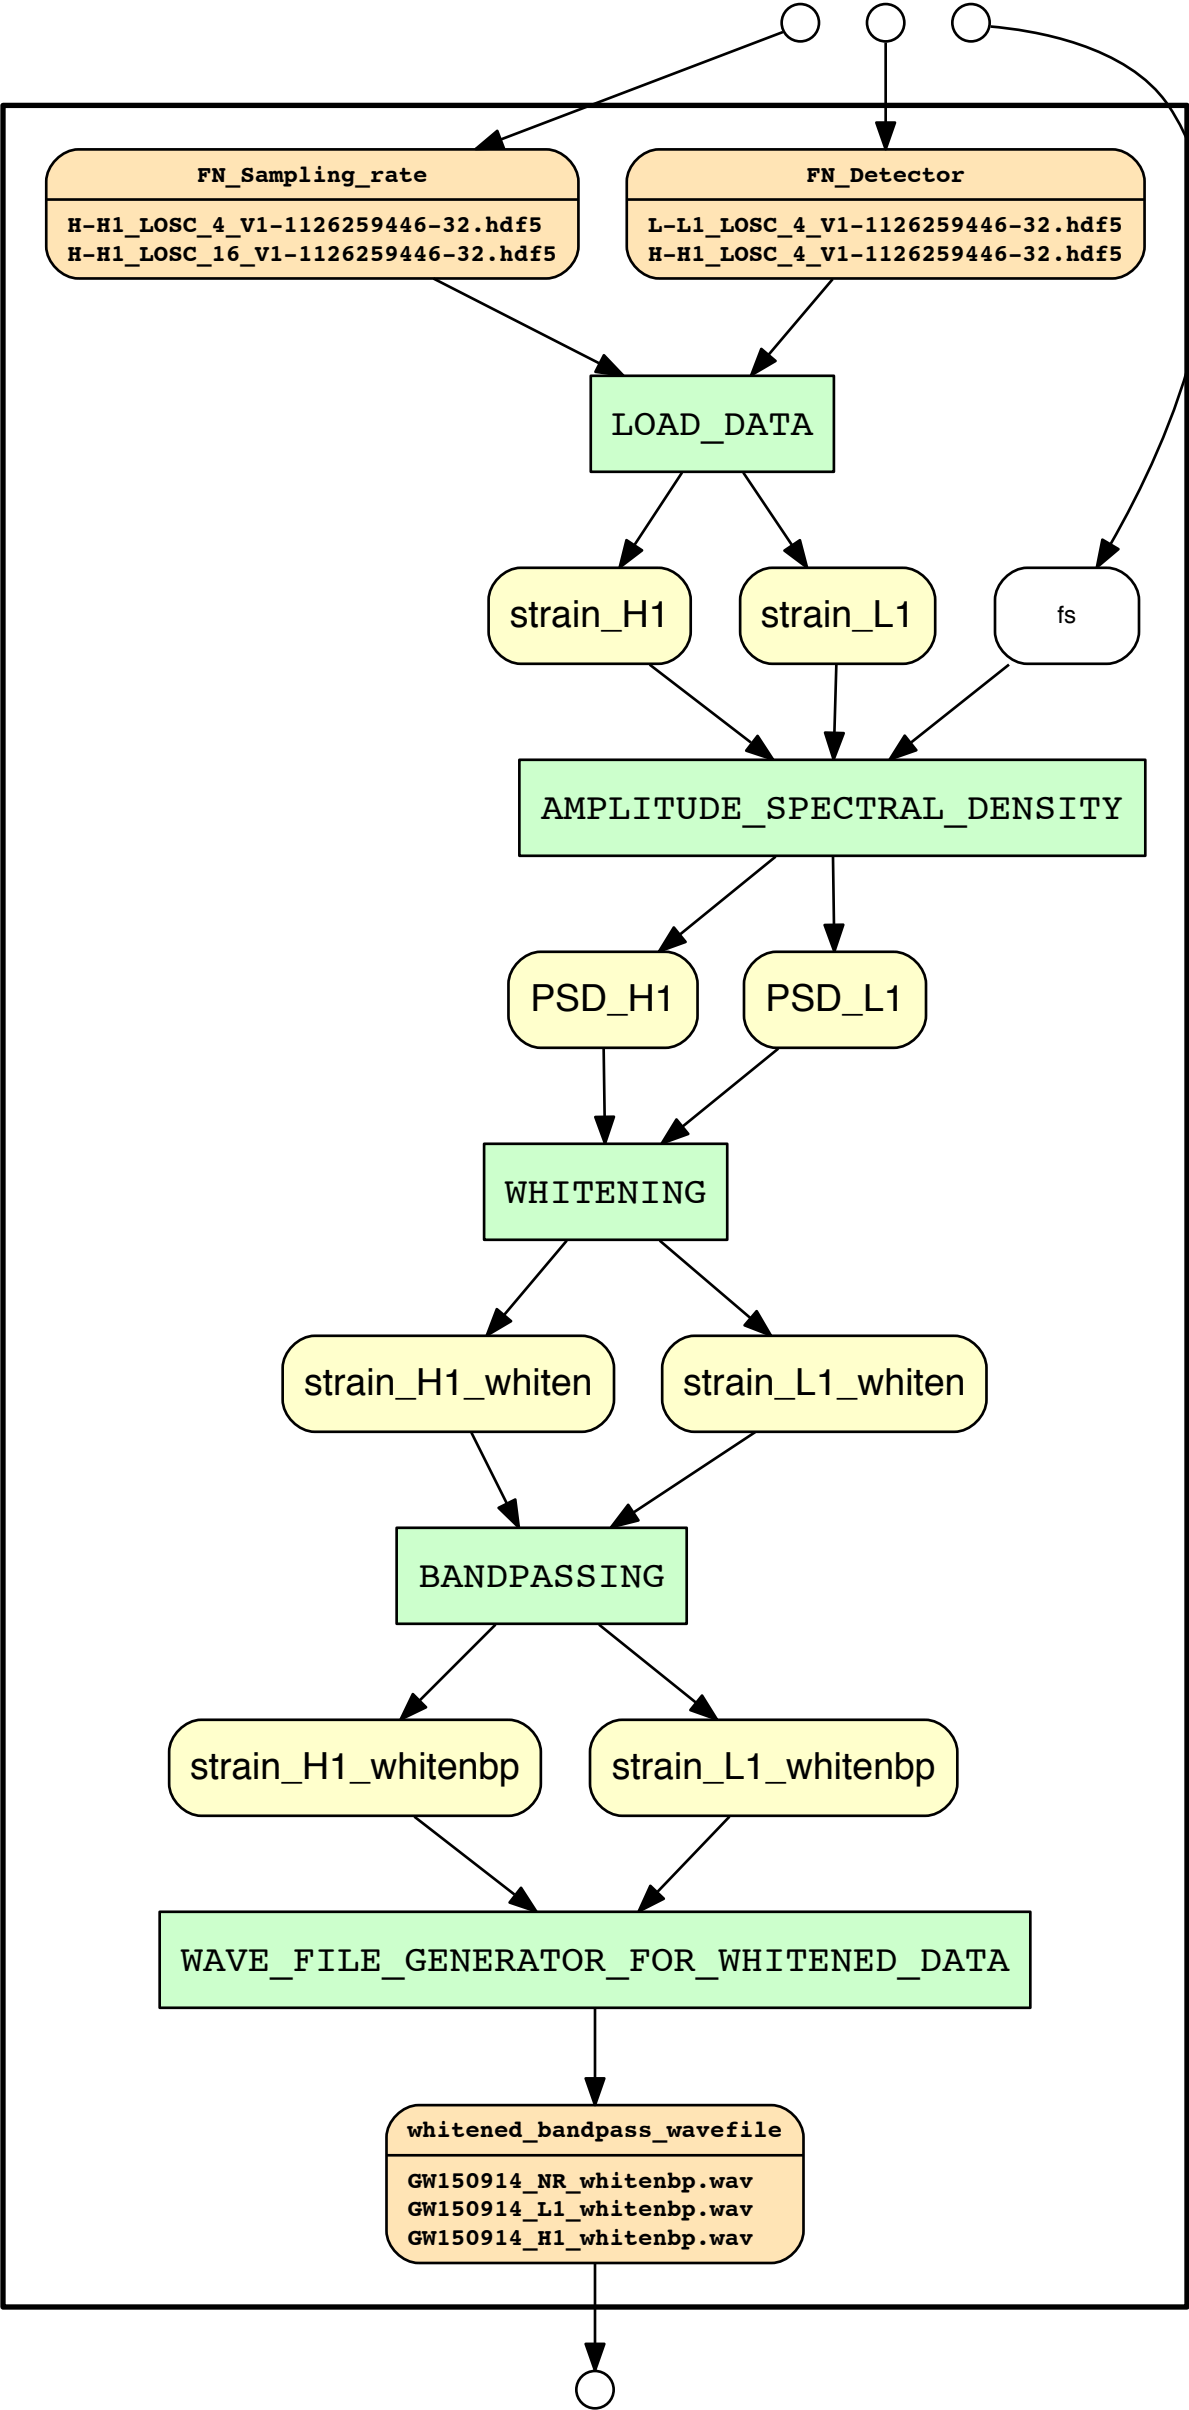 FN_Sampling_rate
H-H1_LOSC_4_V1-1126259446-32.hdf5
H-H1_LOSC_16_V1-1126259446-32.hdf5
FN_Detector
L-L1_LOSC_4_V1-1126259446-32.hdf5
H-H1_LOSC_4_V1-1126259446-32.hdf5
LOAD_DATA
strain_H1
strain_L1
fs
AMPLITUDE_SPECTRAL_DENSITY
PSD_H1
PSD_L1
WHITENING
strain_H1_whiten
strain_L1_whiten
BANDPASSING
strain_H1_whitenbp
strain_L1_whitenbp
WAVE_FILE_GENERATOR_FOR_WHITENED_DATA
whitened_bandpass_wavefile
GW150914_NR_whitenbp.wav
GW150914_L1_whitenbp.wav
GW150914_H1_whitenbp.wav